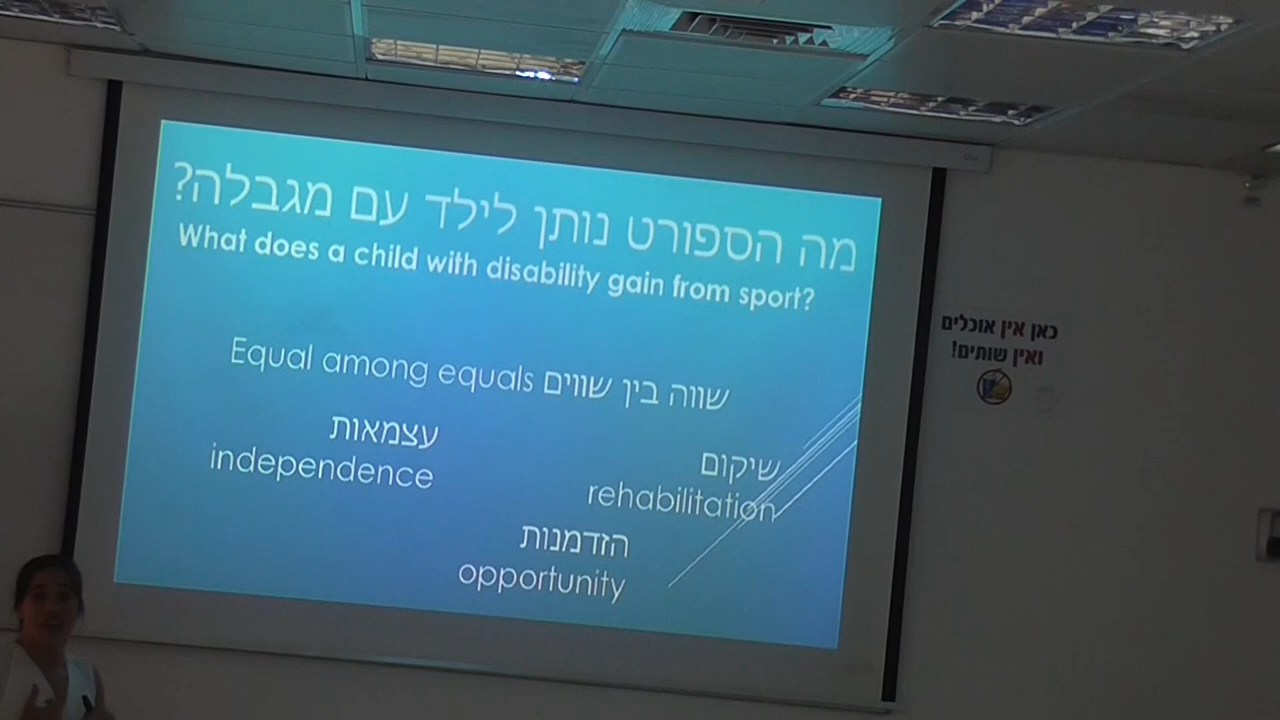 מה הספורט נותן לילד עם מגבלה?
What does a child with disability gain from sport?
Equal among equals שווה בין שווים
עצמאות
independence
שיקום
rehabilitation
הזדמנות
opportunity
כאן אין אוכלים
ואין שותים!